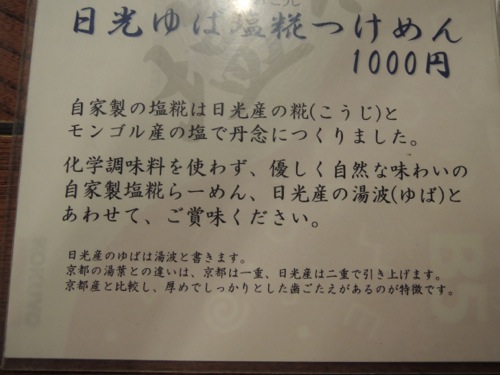 こうじ
日光ゆば塩糀つけめん
1000円
自家製の塩糀は日光産の糀(こうじ)と
モンゴル産の塩で丹念につくりました。
化学調味料を使わず、優しく自然な味わいの
自家製塩糀らーめん、日光産の湯波(ゆば)と
あわせて、ご賞味ください。
日光産のゆばは湯波と書きます。
京都の湯葉との違いは、京都は一重、日光産は二重で引き上げます。
京都産と比較し、厚めでしっかりとした歯ごたえがあるのが特徴です。